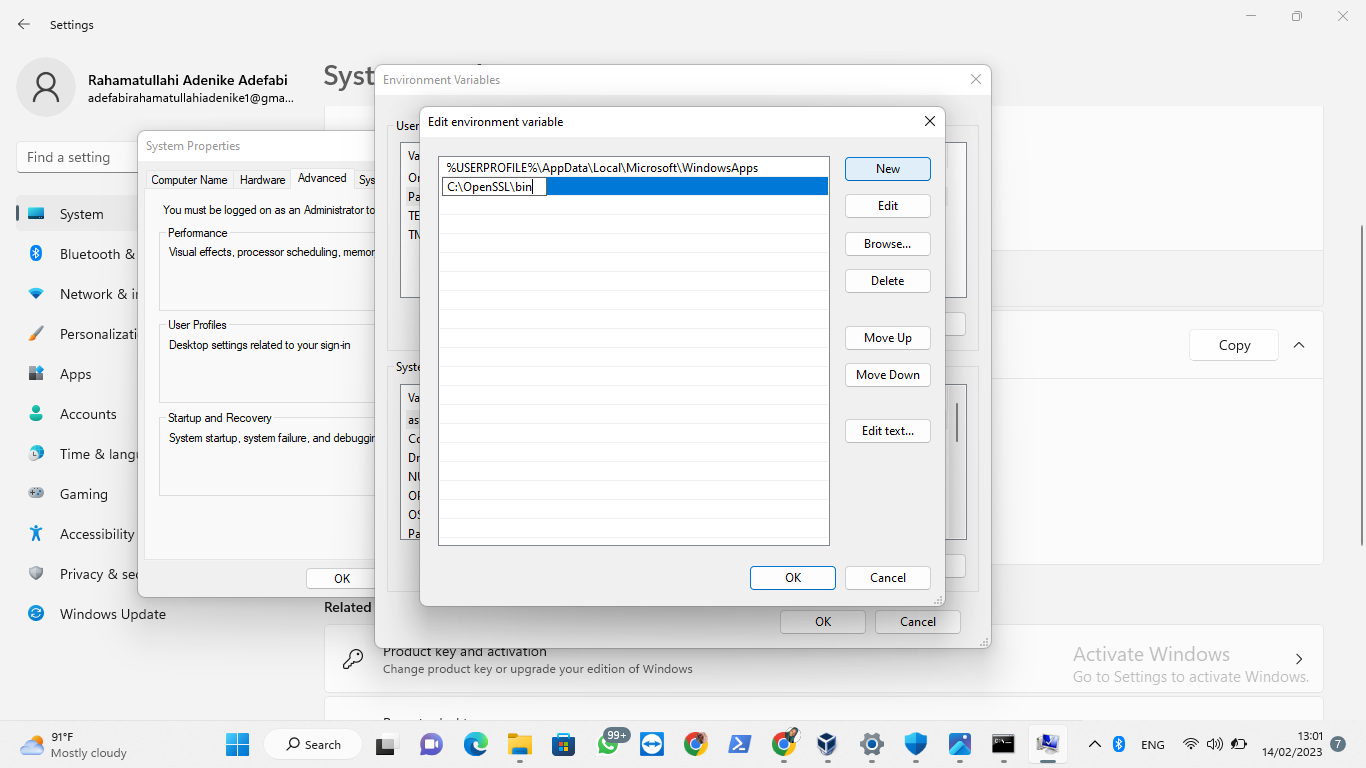 Settings
Rahamatullahi Adenike Adefabi
adefabirahamatullahiadenike1@gma...
Find a setting
System
Bluetooth &
Network &
Personalizati
Apps
Accounts
Time & langu
Gaming
Accessibility
Privacy & sec
Windows Update
Syst
System Properties
Computer Name
Hardware
Advanced
Sys
You must be logged on as an Administrator to
Performance
Visual effects, processor scheduling, memor
User Profiles
Desktop settings related to your sign-in
Startup and Recovery
System startup, system failure, and debuggin
OK
Environment Variables
User
Va
Or
Pa
TE
TM
Syste
Va
as
Co
Dr
NU
OS
Pa
OK
Cancel
Edit environment variable
%USERPROFILE%\AppData\Local\Microsoft\WindowsApps
C:\OpenSSL\bin
New
Edit
Browse...
Delete
Move Up
Move Down
Edit text...
OK
Cancel
Copy
Related
Product key and activation
Change product key or upgrade your edition of Windows
Activate Windows
Go to Settings to activate Windows.
91°F
Mostly cloudy
Search
99+
ENG
13:01
14/02/2023
7